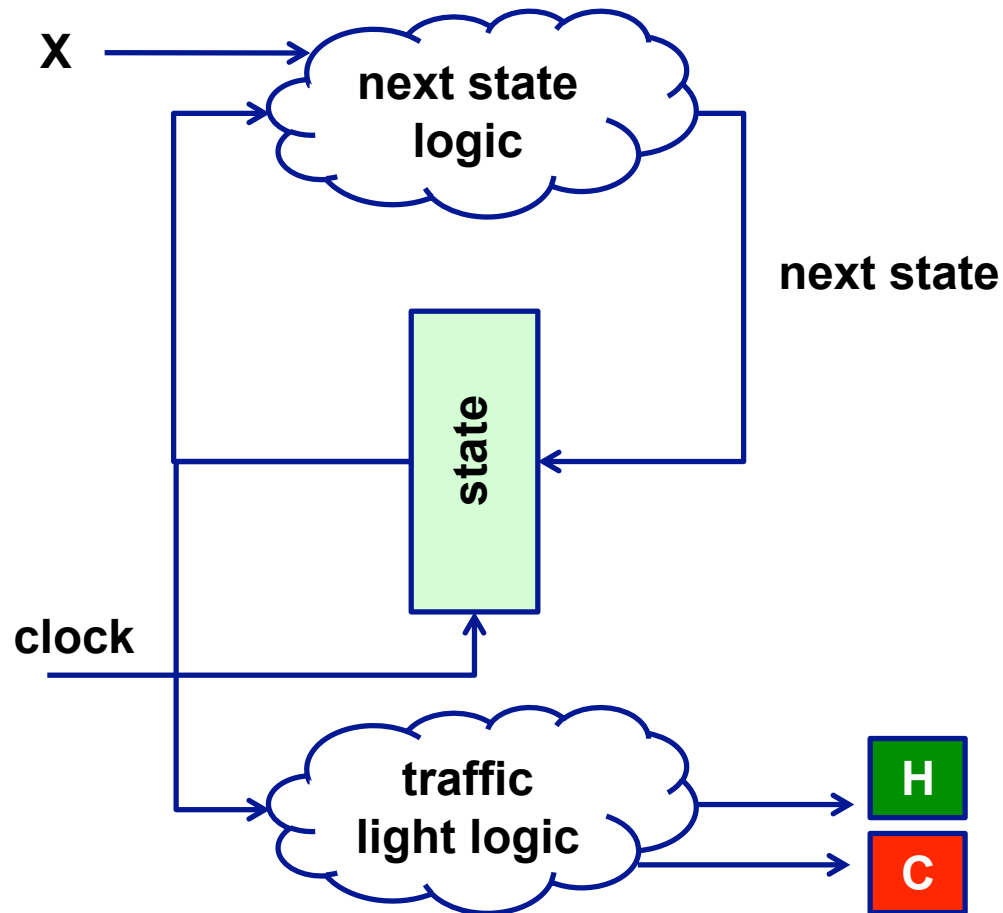 X
next state
logic
next state
state
clock
traffic
light logic
H
C